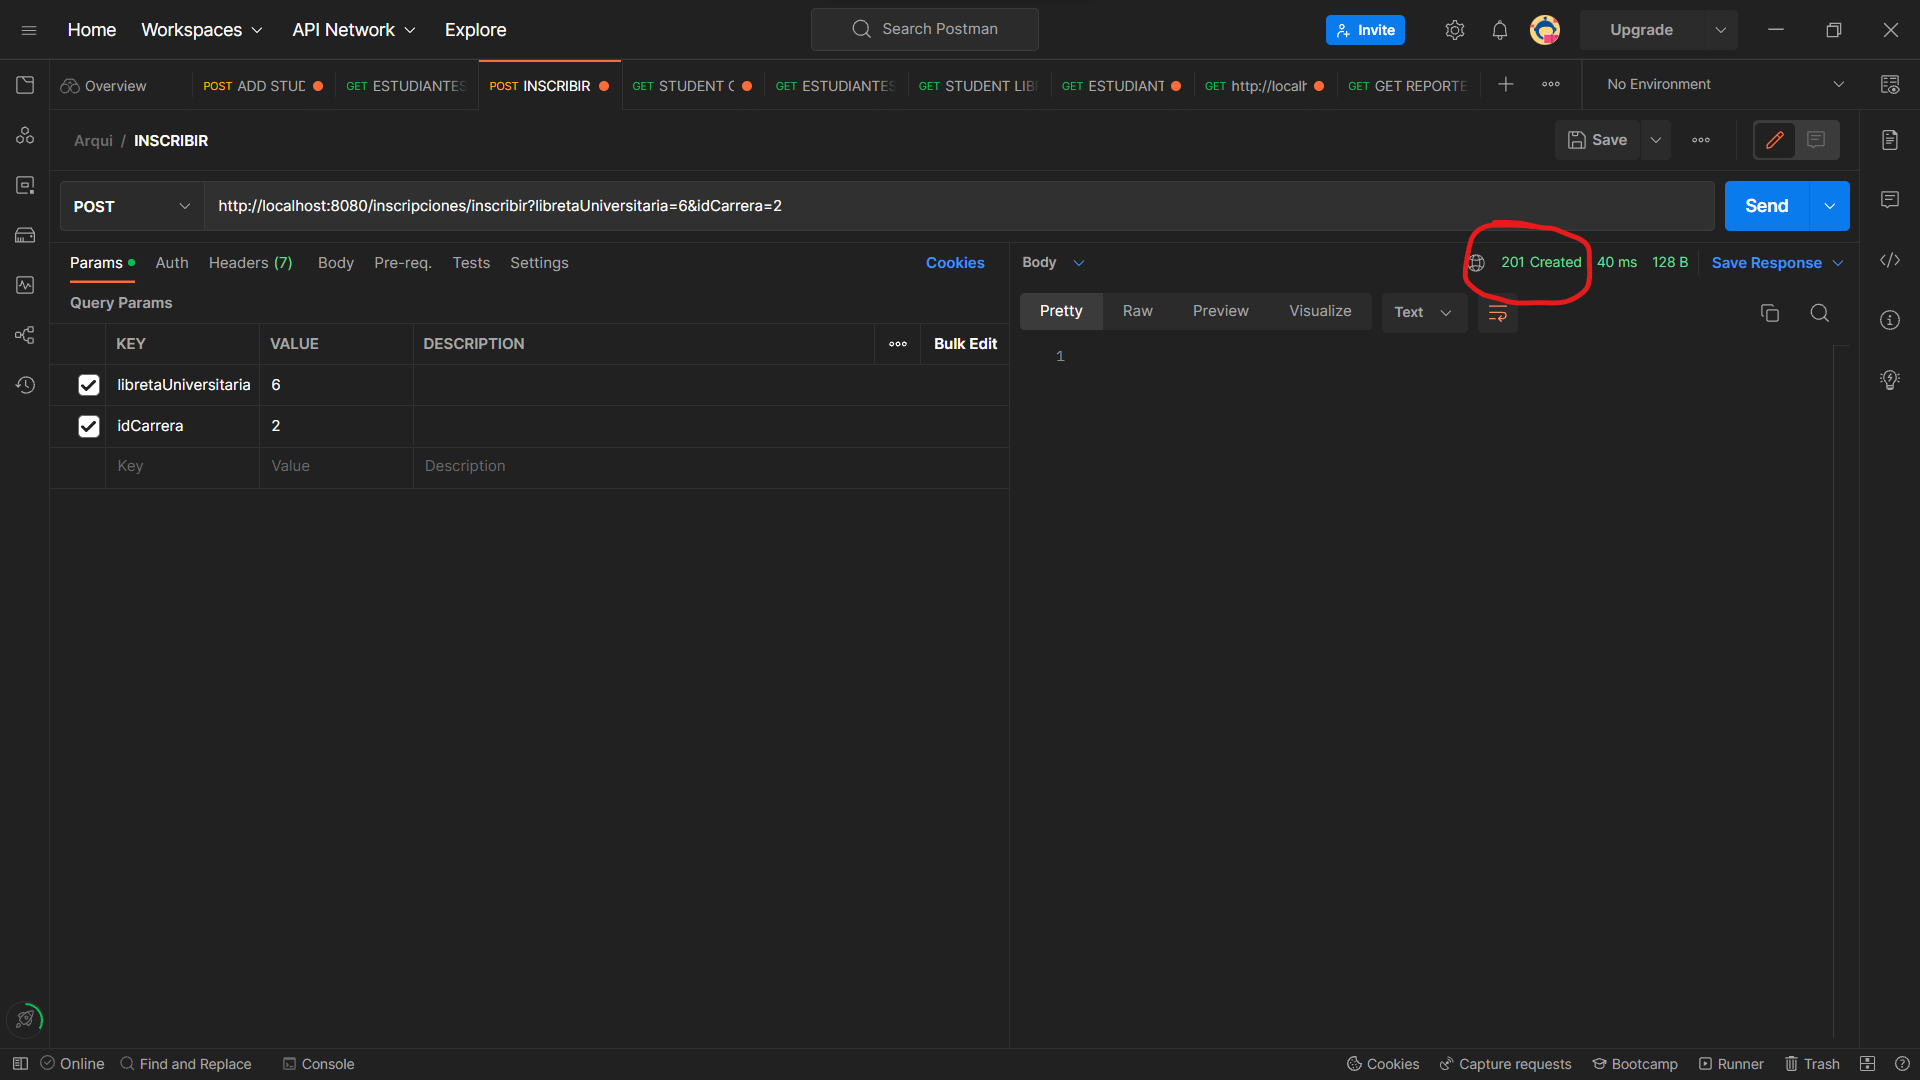 Home Workspaces API Network Explore Search Postman Invite Upgrade
Overview POST ADD STUD GET ESTUDIANTES POST INSCRIBIR GET STUDENT GET ESTUDIANTES GET STUDENT LIB GET ESTUDIANT GET http://localh GET GET REPORTE No Environment
Arqui / INSCRIBIR Save
POST http://localhost:8080/inscripciones/inscribir?libretaUniversitaria=6&idCarrera=2 Send
Params Auth Headers (7) Body Pre-req. Tests Settings Cookies
Query Params
KEY VALUE DESCRIPTION Bulk Edit
libretaUniversitaria 6
idCarrera 2
Key Value Description
Body 201 Created 40 ms 128 B Save Response
Pretty Raw Preview Visualize Text
1
Online Find and Replace Console Cookies Capture requests Bootcamp Runner Trash